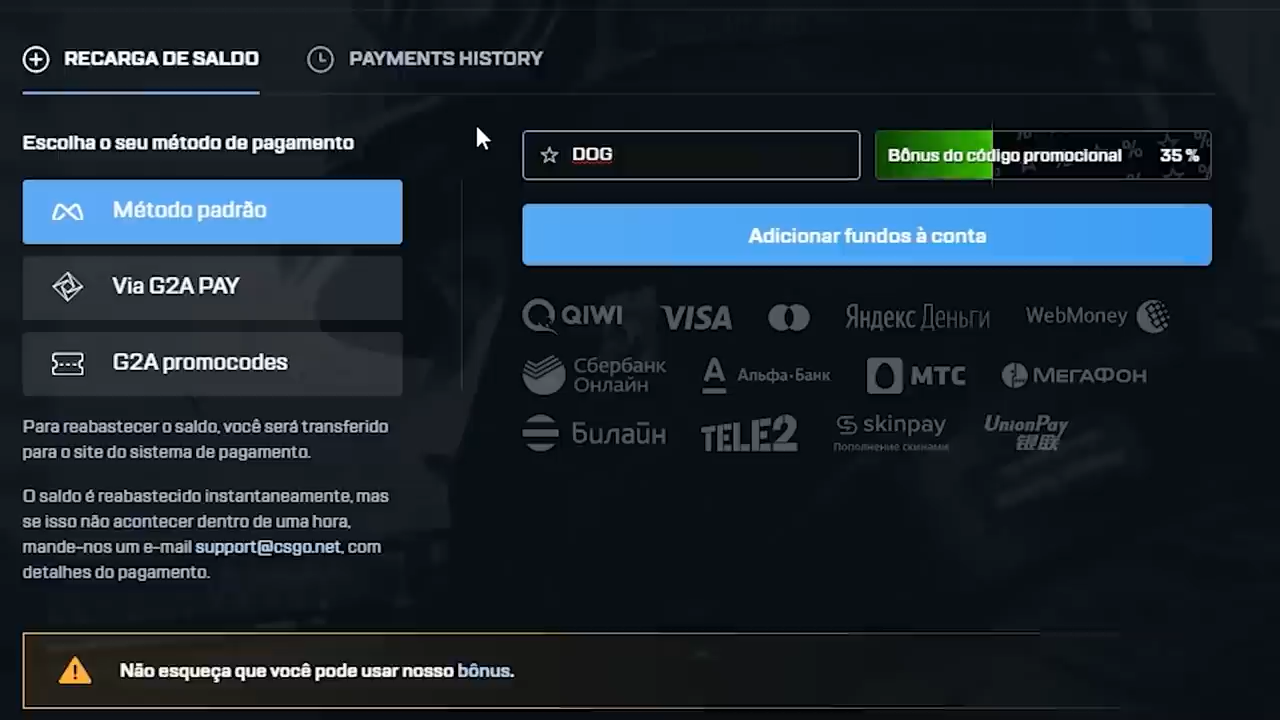 RECARGA DE SALDO
PAYMENTS HISTORY
Escolha o seu método de pagamento
DOG
Bônus do código promocional
35 %
Método padrão
Adicionar fundos à conta
Via G2A PAY
QIWI
VISA
Яндекс Деньги
WebMoney
G2A promocodes
Сбербанк
Онлайн
А
Альфа·Банк
МТС
МЕГАФОН
Para reabastecer o saldo, você será transferido
para o site do sistema de pagamento.
Билайн
TELE2
skinpay
Пополнение скинами
UnionPay
银联
O saldo é reabastecido instantaneamente, mas
se isso não acontecer dentro de uma hora,
mande-nos um e-mail support@csgo.net, com
detalhes do pagamento.
Não esqueça que você pode usar nosso bônus.